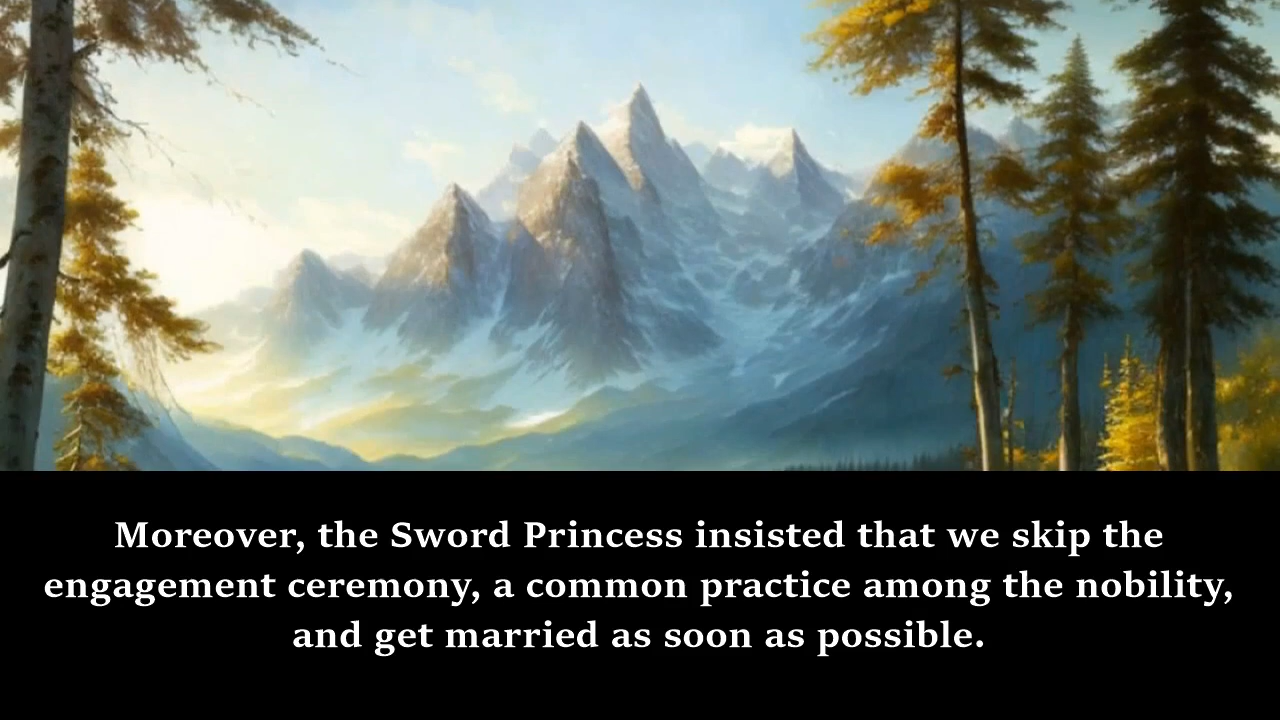 Moreover, the Sword Princess insisted that we skip the
engagement ceremony, a common practice among the nobility,
and get married as soon as possible.